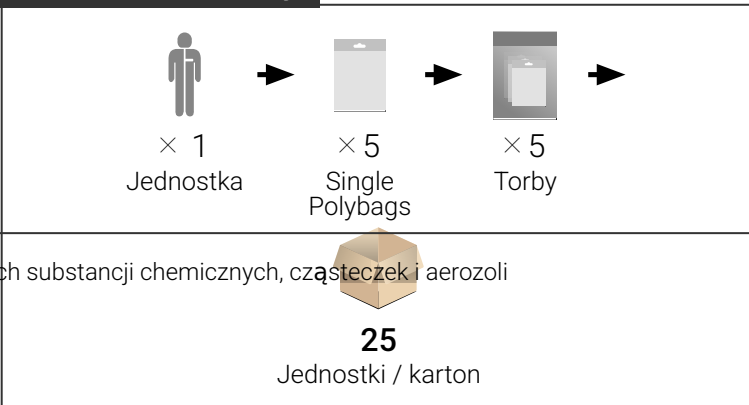 × 1
Jednostka
× 5
Single
Polybags
× 5
Torby
ch substancji chemicznych, cząsteczek i aerozoli
25
Jednostki / karton